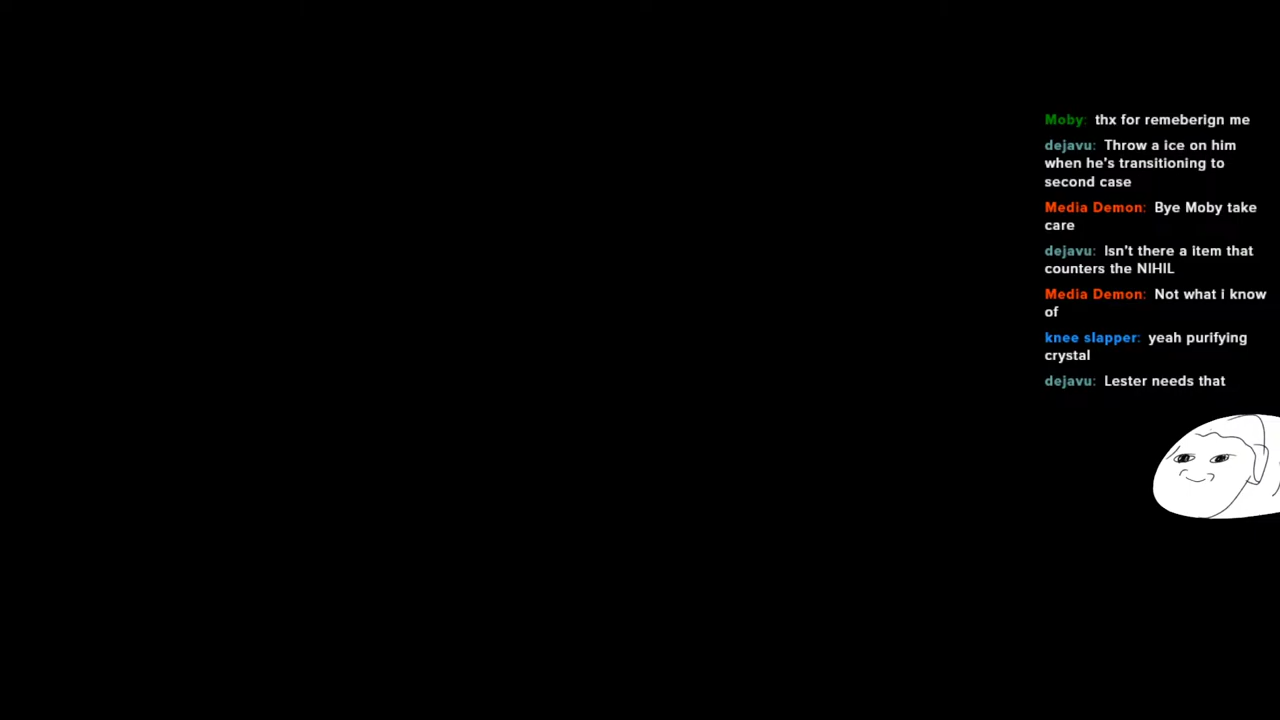 Moby: thx for remeberign me
dejavu: Throw a ice on him
when he's transitioning to
second case
Media Demon: Bye Moby take
care
dejavu: Isn't there a item that
counters the NIHIL
Media Demon: Not what i know
of
knee slapper: yeah purifying
crystal
dejavu: Lester needs that